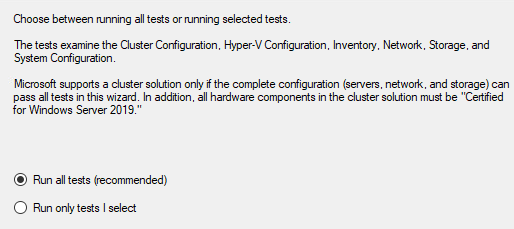 Choose between running all tests or running selected tests.
The tests examine the Cluster Configuration, Hyper-V Configuration, Inventory, Network, Storage, and
System Configuration.
Microsoft supports a cluster solution only if the complete configuration (servers, network, and storage) can
pass all tests in this wizard. In addition, all hardware components in the cluster solution must be "Certified
for Windows Server 2019."
Run all tests (recommended)
Run only tests I select